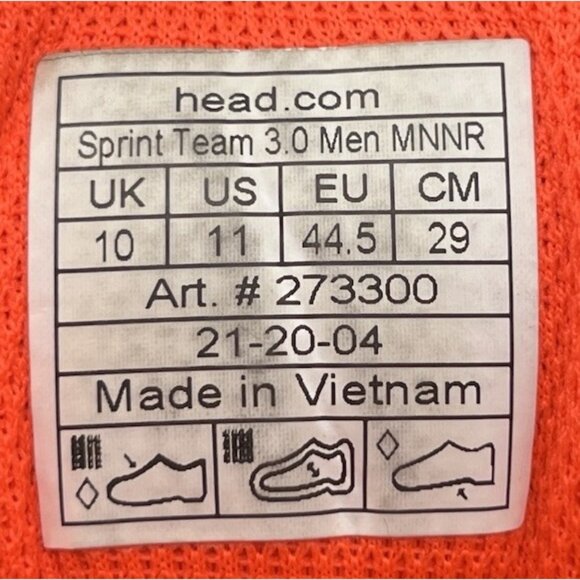 head.com
Sprint Team 3.0 Men MNNR
UK US EU CM
10 11 44.5 29
Art. # 273300
21-20-04
Made in Vietnam